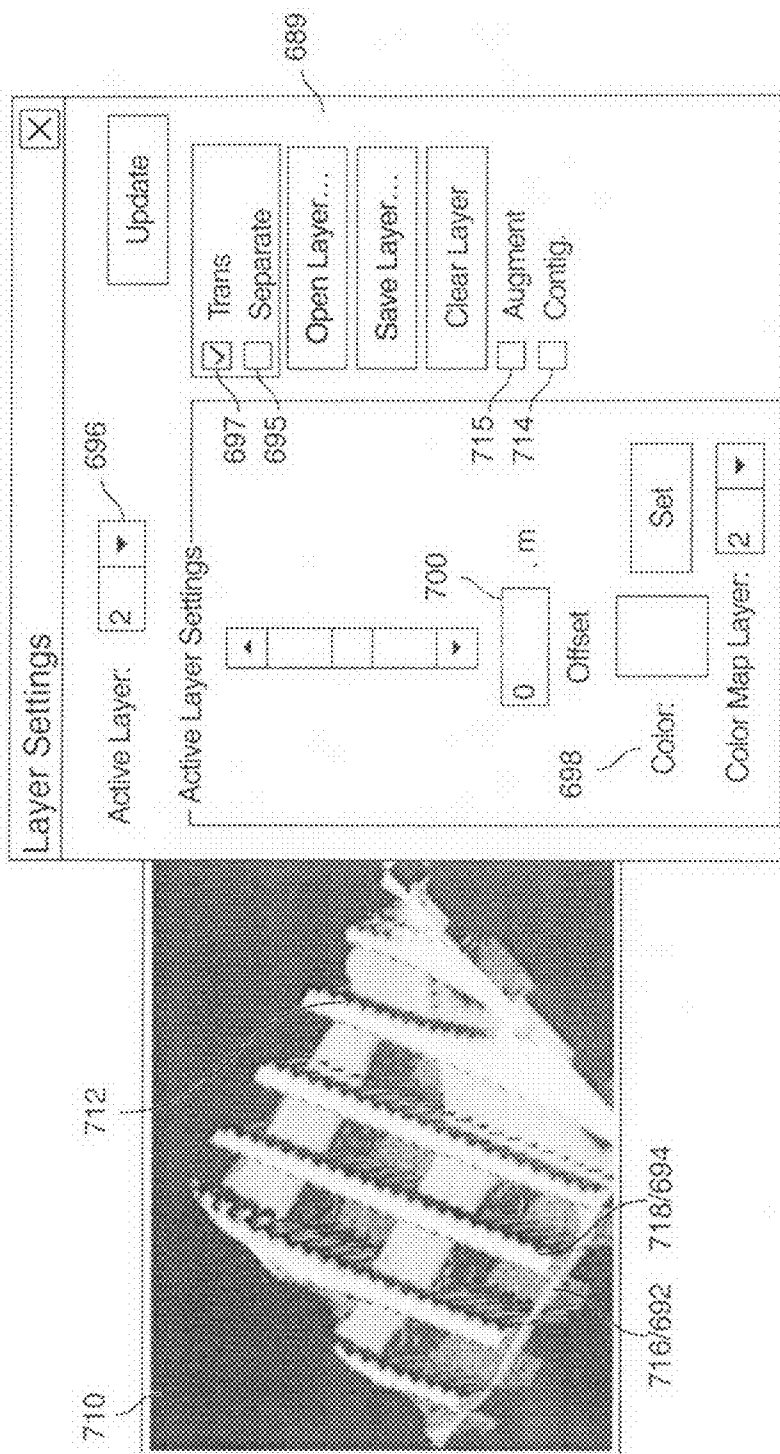 Layer Settings
Active Layer: 2
696
Update
Active Layer Settings
697
Trans
695
Separate
689
Open Layer...
Save Layer...
Clear Layer
715
Augment
714
Contig.
700
0 m
Offset
698
Color:
Set
Color Map Layer: 2
710
712
716/692
718/694